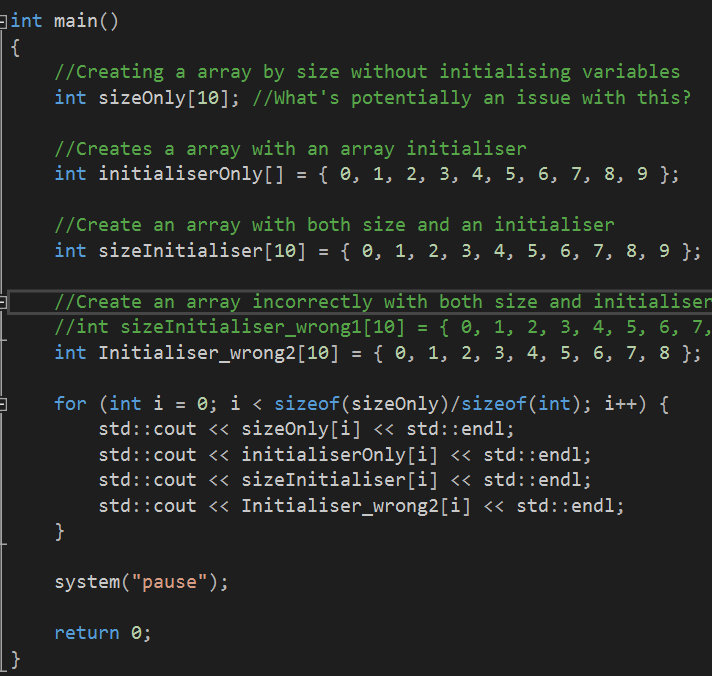 int main()
{
//Creating a array by size without initialising variables
int sizeOnly[10]; //What's potentially an issue with this?
//Creates a array with an array initialiser
int initialiserOnly[] = { 0, 1, 2, 3, 4, 5, 6, 7, 8, 9 };
//Create an array with both size and an initialiser
int sizeInitialiser[10] = { 0, 1, 2, 3, 4, 5, 6, 7, 8, 9 };
//Create an array incorrectly with both size and initialiser
//int sizeInitialiser_wrong1[10] = { 0, 1, 2, 3, 4, 5, 6, 7,
int Initialiser_wrong2[10] = { 0, 1, 2, 3, 4, 5, 6, 7, 8 };
for (int i = 0; i < sizeof(sizeOnly)/sizeof(int); i++) {
std::cout << sizeOnly[i] << std::endl;
std::cout << initialiserOnly[i] << std::endl;
std::cout << sizeInitialiser[i] << std::endl;
std::cout << Initialiser_wrong2[i] << std::endl;
}
system("pause");
return 0;
}